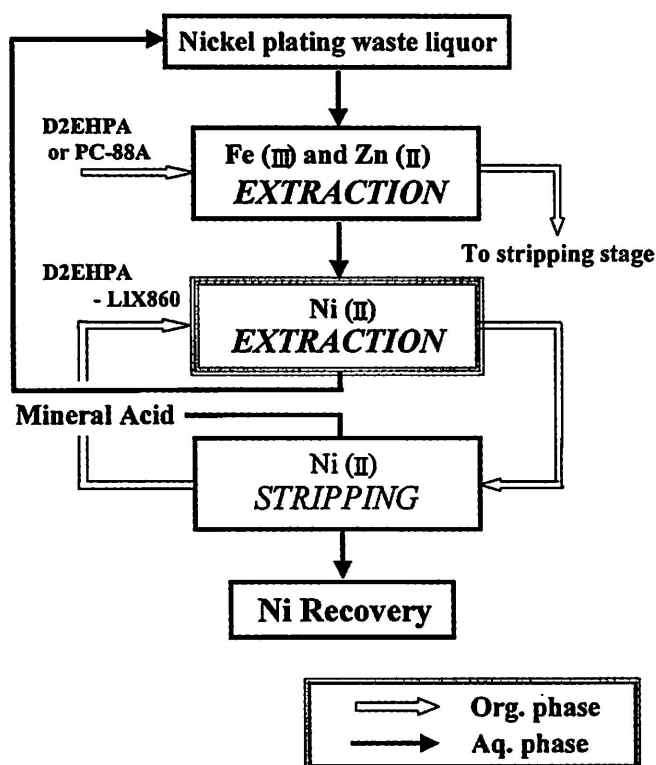 Nickel plating waste liquor
D2EHPA
or PC-88A
Fe (Ⅲ) and Zn (Ⅱ)
EXTRACTION
To stripping stage
D2EHPA
- LIX860
Ni (Ⅱ)
EXTRACTION
Mineral Acid
Ni (Ⅱ)
STRIPPING
Ni Recovery
Org. phase
Aq. phase